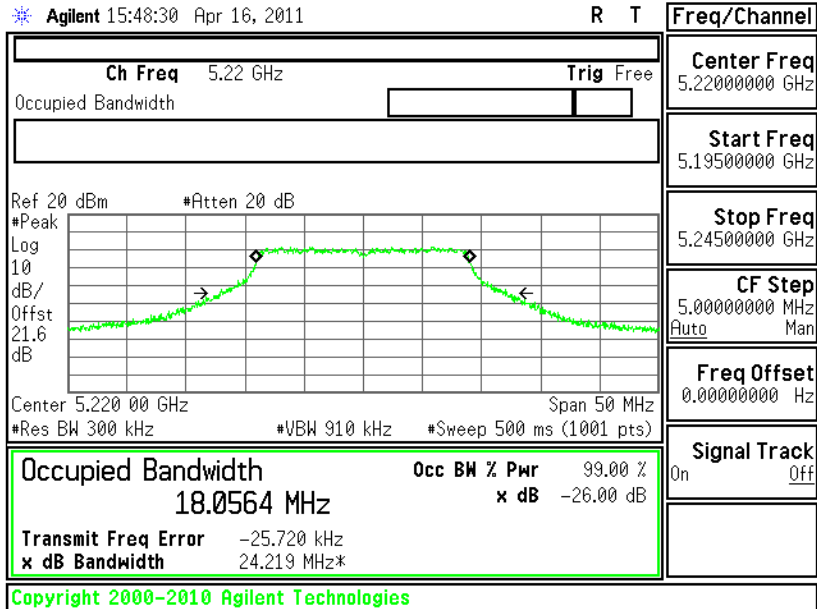 Agilent 15:48:30 Apr 16, 2011 R T
Ch Freq 5.22 GHz Trig Free
Occupied Bandwidth
Ref 20 dBm #Atten 20 dB
#Peak
Log
10
dB/
Offst
21.6
dB
Center 5.220 00 GHz Span 50 MHz
#Res BW 300 kHz #VBW 910 kHz #Sweep 500 ms (1001 pts)
Occupied Bandwidth Occ BW % Pwr 99.00 %
18.0564 MHz x dB -26.00 dB
Transmit Freq Error -25.720 kHz
x dB Bandwidth 24.219 MHz*
Copyright 2000-2010 Agilent Technologies
Freq/Channel
Center Freq
5.22000000 GHz
Start Freq
5.19500000 GHz
Stop Freq
5.24500000 GHz
CF Step
5.00000000 MHz
Auto Man
Freq Offset
0.00000000 Hz
Signal Track
On Off